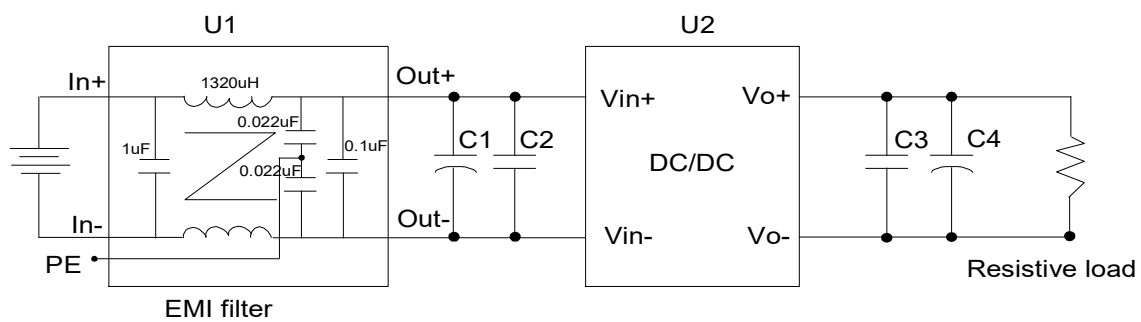 U1
U2
In+
1320uH
Out+
Vin+
Vo+
0.022uF
1uF
0.1uF
C1
C2
DC/DC
C3
C4
0.022uF
In-
Out-
Vin-
Vo-
PE
Resistive load
EMI filter